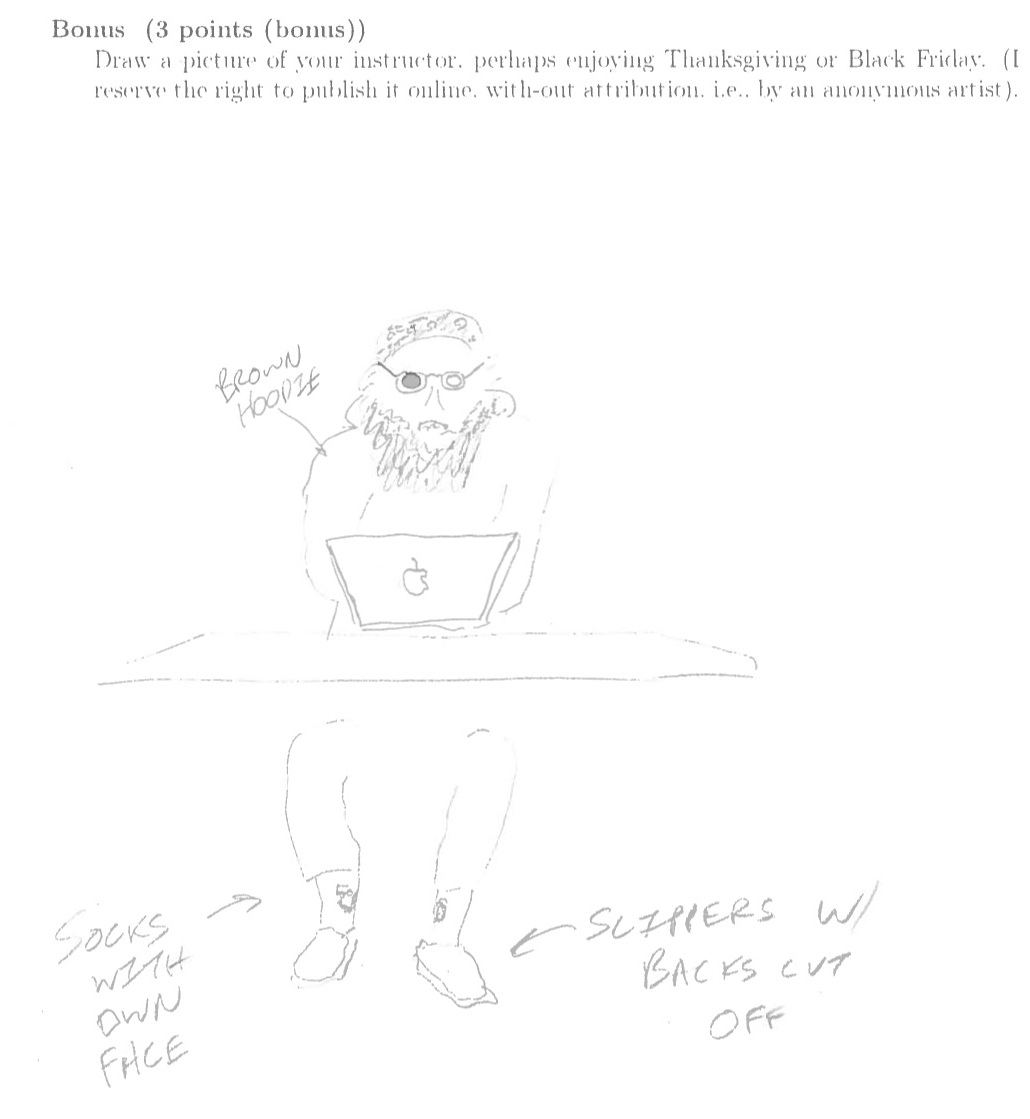 Bonus (3 points (bonus))
Draw a picture of your instructor, perhaps enjoying Thanksgiving or Black Friday. (I
reserve the right to publish it online, with-out attribution, i.e., by an anonymous artist).
BROWN
HOODIE
SOCKS
WITH
OWN
FACE
SLIPPERS W/
BACKS CUT
OFF